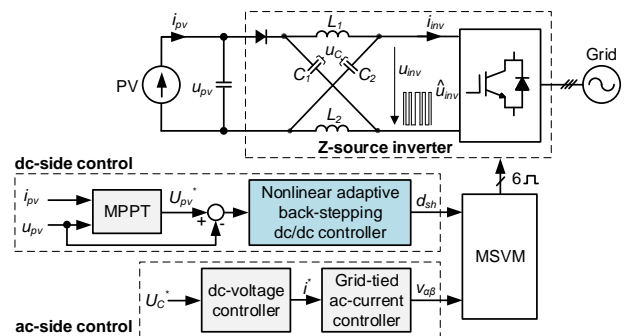 i_pv
L_1
i_inv
Grid
PV
u_pv
u_C
C_1
C_2
u_inv
û_inv
L_2
Z-source inverter
dc-side control
i_pv
u_pv
MPPT
U_pv*
+
-
Nonlinear adaptive
back-stepping
dc/dc controller
d_sh
6
MSVM
U_C*
dc-voltage
controller
i*
Grid-tied
ac-current
controller
v_αβ
ac-side control